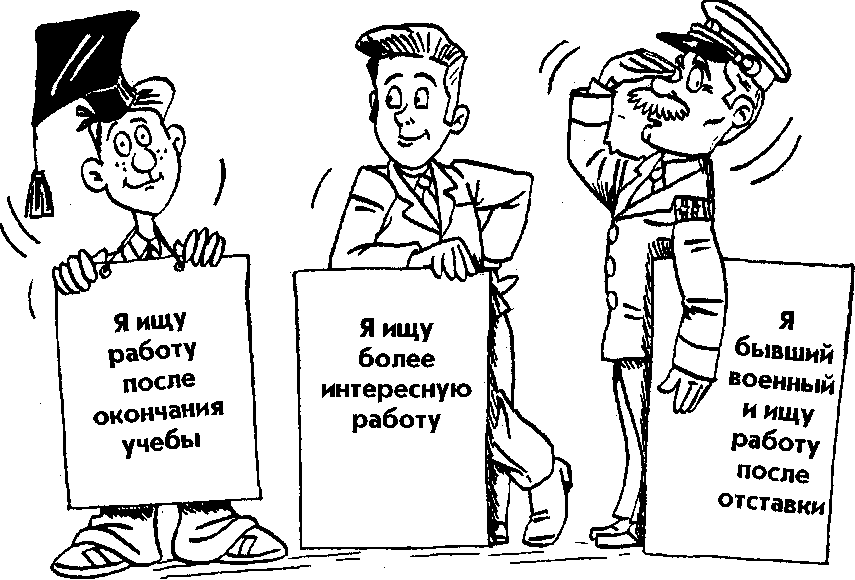 Я ищу
работу
после
окончания
учебы
Я ищу
более
интересную
работу
Я
бывший
военный
и ищу
работу
после
отставки